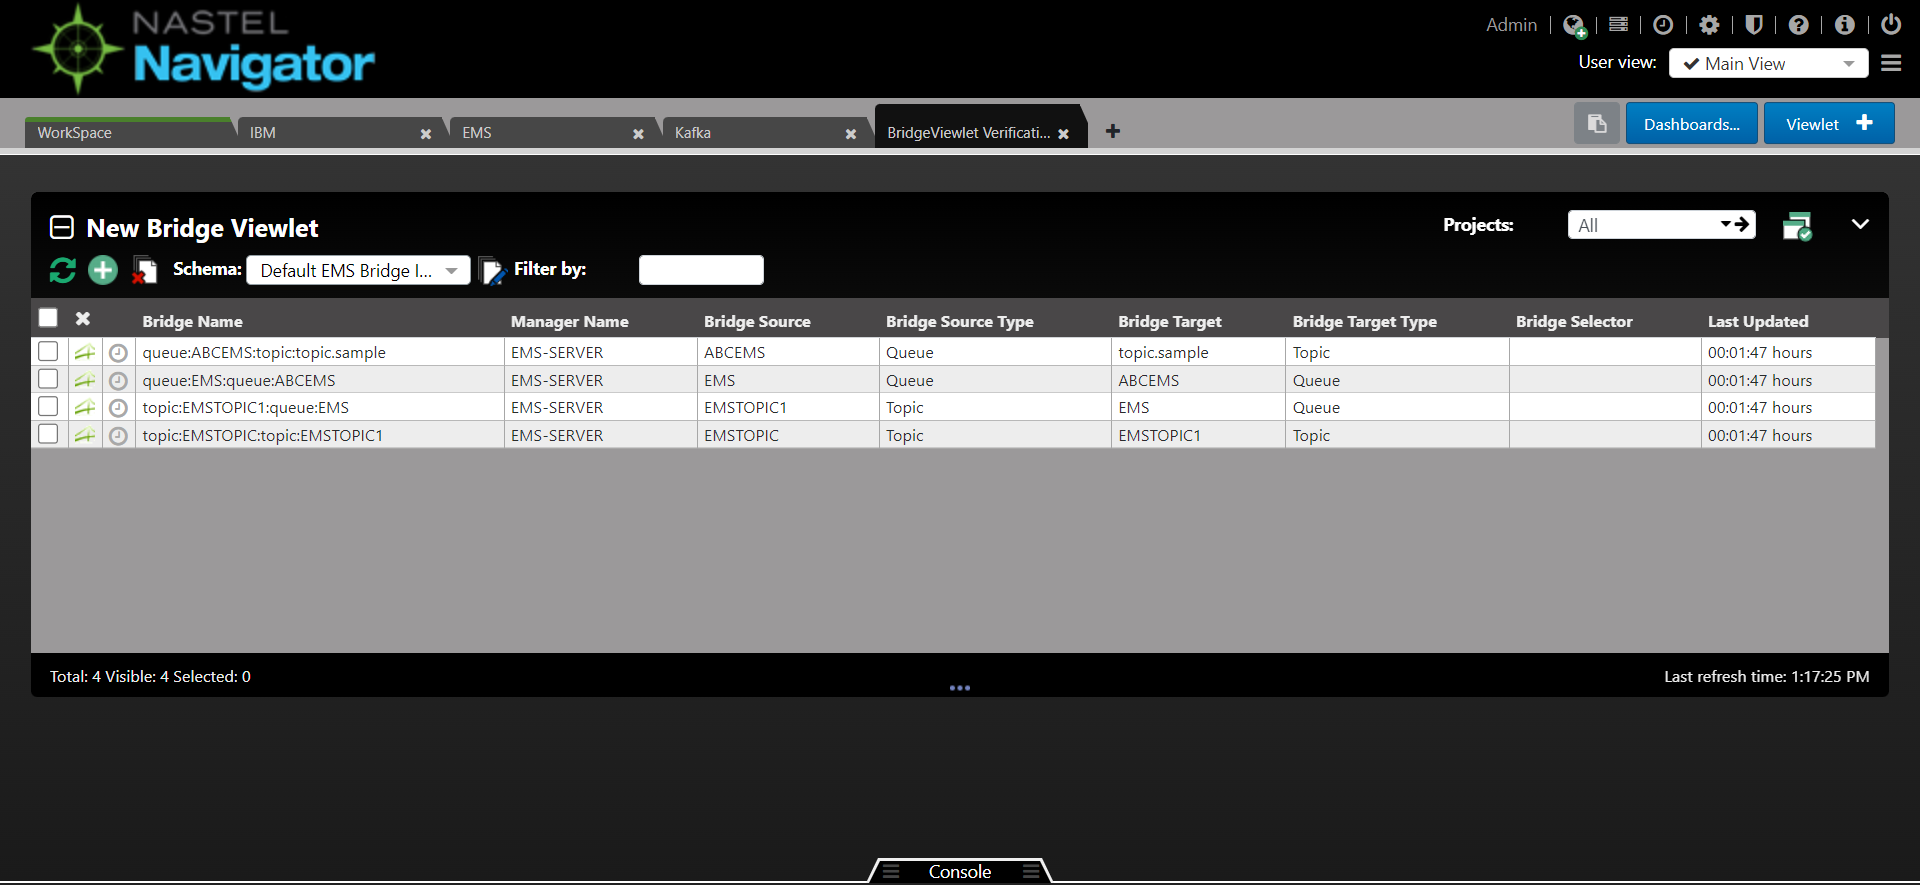 NASTEL
Navigator
Admin
User view: Main View
WorkSpace IBM EMS Kafka BridgeViewlet Verificati...
Dashboards... Viewlet
New Bridge Viewlet
Projects: All
Schema: Default EMS Bridge I... Filter by:
Bridge Name Manager Name Bridge Source Bridge Source Type Bridge Target Bridge Target Type Bridge Selector Last Updated
queue:ABCEMS:topic:topic.sample EMS-SERVER ABCEMS Queue topic.sample Topic 00:01:47 hours
queue:EMS:queue:ABCEMS EMS-SERVER EMS Queue ABCEMS Queue 00:01:47 hours
topic:EMSTOPIC1:queue:EMS EMS-SERVER EMSTOPIC1 Topic EMS Queue 00:01:47 hours
topic:EMSTOPIC:topic:EMSTOPIC1 EMS-SERVER EMSTOPIC Topic EMSTOPIC1 Topic 00:01:47 hours
Total: 4 Visible: 4 Selected: 0
Last refresh time: 1:17:25 PM
Console